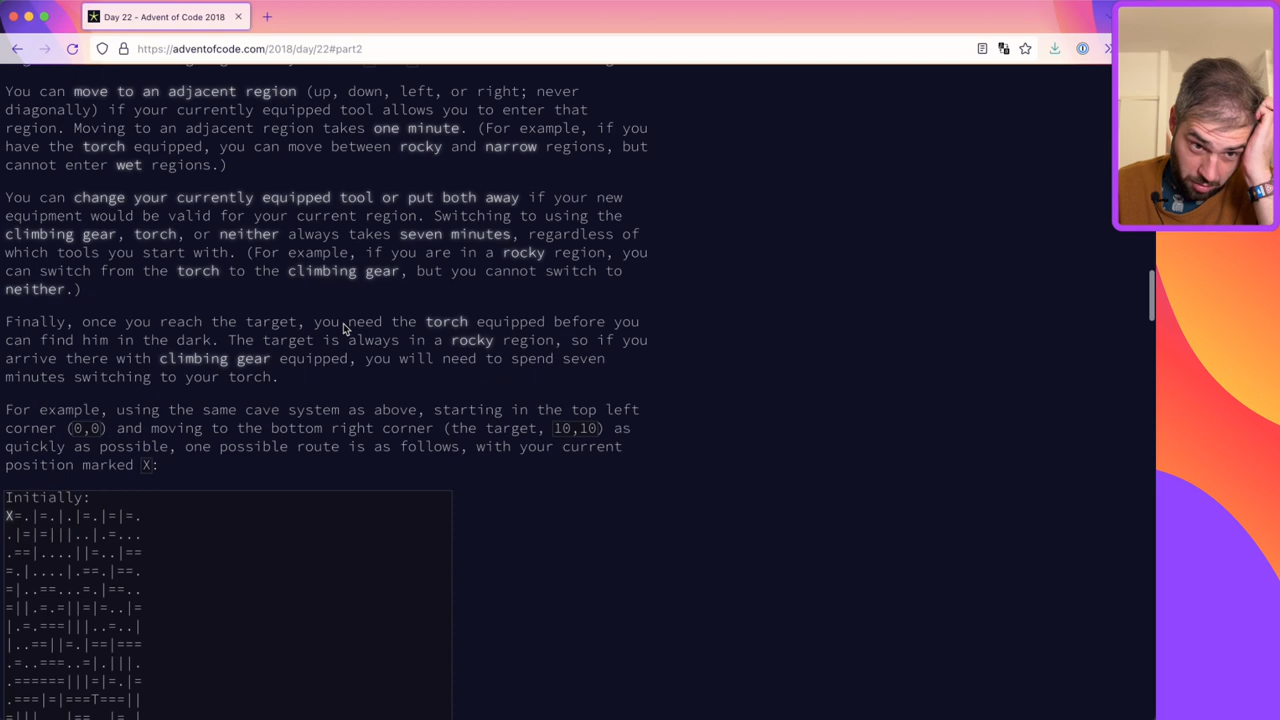 Day 22 - Advent of Code 2018
https://adventofcode.com/2018/day/22#part2
You can move to an adjacent region (up, down, left, or right; never
diagonally) if your currently equipped tool allows you to enter that
region. Moving to an adjacent region takes one minute. (For example, if you
have the torch equipped, you can move between rocky and narrow regions, but
cannot enter wet regions.)
You can change your currently equipped tool or put both away if your new
equipment would be valid for your current region. Switching to using the
climbing gear, torch, or neither always takes seven minutes, regardless of
which tools you start with. (For example, if you are in a rocky region, you
can switch from the torch to the climbing gear, but you cannot switch to
neither.)
Finally, once you reach the target, you need the torch equipped before you
can find him in the dark. The target is always in a rocky region, so if you
arrive there with climbing gear equipped, you will need to spend seven
minutes switching to your torch.
For example, using the same cave system as above, starting in the top left
corner (0,0) and moving to the bottom right corner (the target, 10,10) as
quickly as possible, one possible route is as follows, with your current
position marked X:
Initially:
X=.|=.|.|=.|=|=.
.|=|=|||..|.=...
.==|....||=..|==
=.|....|.==.|==.
=|..==...=.|==..
=||.=.=||=|=..|=
|.=.===|||..=..|
|..==||=.|==|===
.=..===..=|.|||.
.======|||=|=.|=
.===|=|===T===||